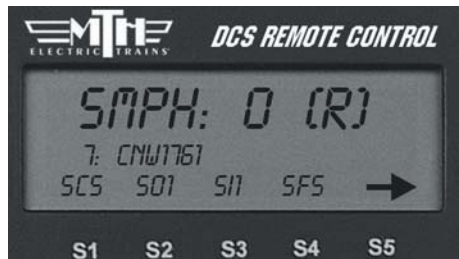 MTH DCS REMOTE CONTROL
ELECTRIC TRAINS
SMPH: 0 (R)
7: CNW1761
SCS SO1 SI1 SFS
S1 S2 S3 S4 S5